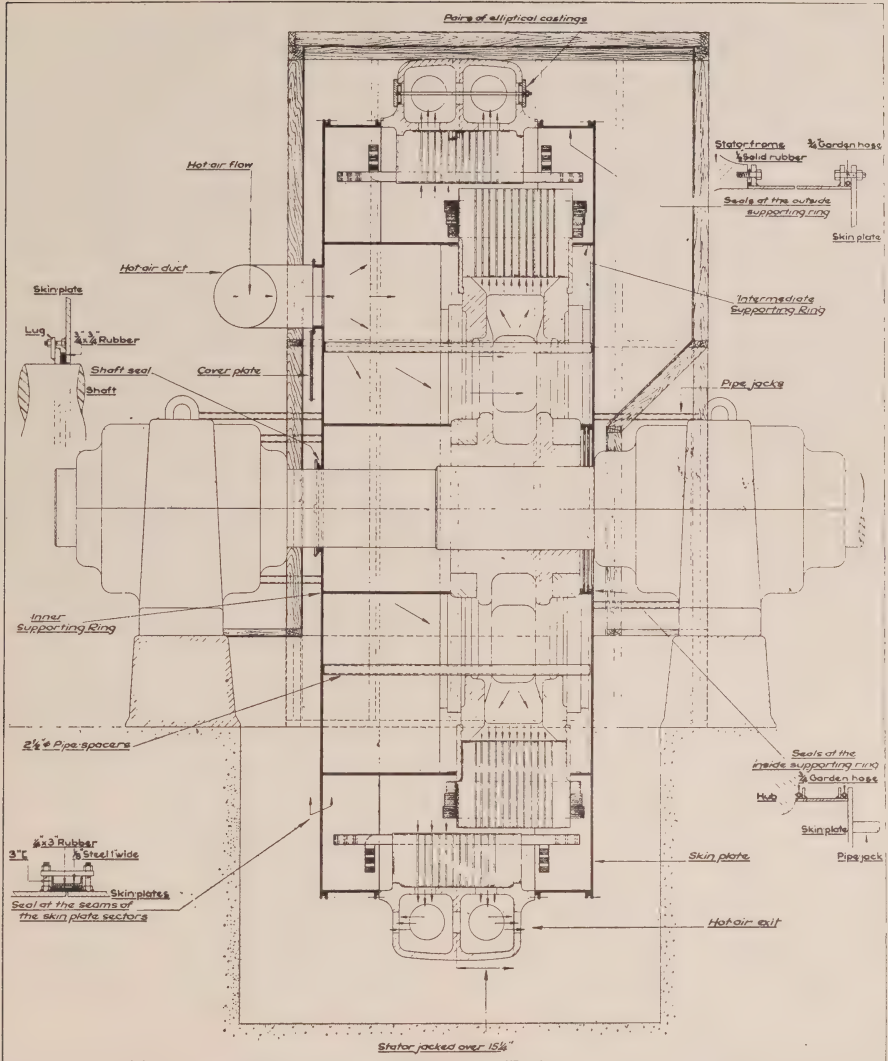 Pairs of elliptical castings
Stator frame
⅛" Solid rubber
¾" Garden hose
Seals at the outside
supporting ring
Skin plate
Hot air flow
Hot air duct
Skin plate
Lug
¾" x ¾" Rubber
Shaft seal
Shaft
Cover plate
Intermediate
Supporting Ring
Pipe jacks
Inner
Supporting Ring
2½" ϕ Pipe spacers
Seals at the
inside supporting ring
¾" Garden hose
Hub
Skin plate
Pipe jack
x 3" Rubber
3" [
Steel 1" wide
Skin plates
Seal at the seams of
the skin plate sectors
Skin plate
Hot air exit
Stator jacked over 15¼"